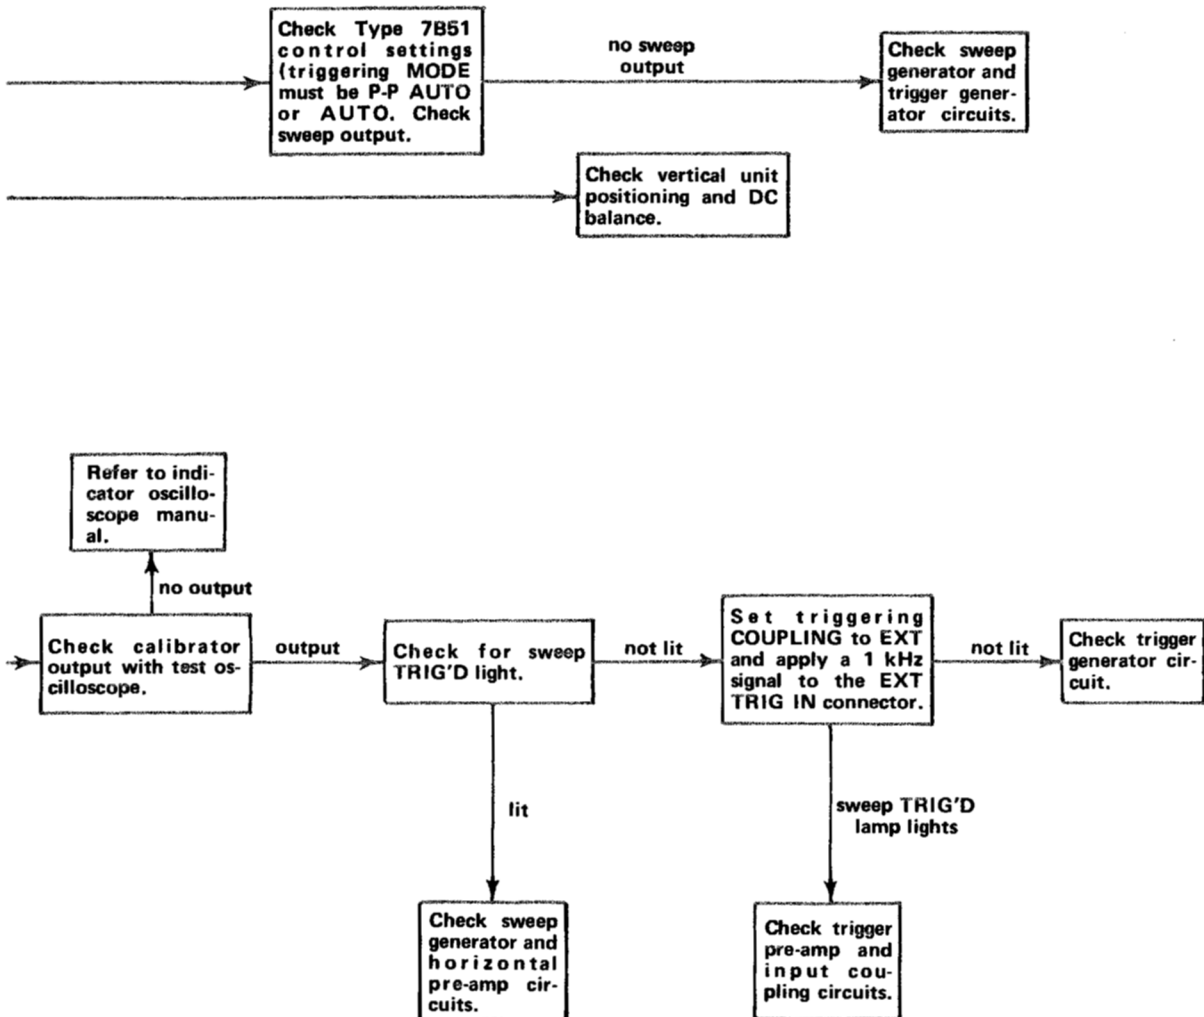 Check Type 7B51
control settings
(triggering MODE
must be P-P AUTO
or AUTO. Check
sweep output.
no sweep
output
Check sweep
generator and
trigger gener-
ator circuits.
Check vertical unit
positioning and DC
balance.
Refer to indi-
cator oscillo-
scope manu-
al.
no output
Check calibrator
output with test os-
cilloscope.
output
Check for sweep
TRIG'D light.
not lit
Set triggering
COUPLING to EXT
and apply a 1 kHz
signal to the EXT
TRIG IN connector.
not lit
Check trigger
generator cir-
cuit.
lit
sweep TRIG'D
lamp lights
Check sweep
generator and
horizontal
pre-amp cir-
cuits.
Check trigger
pre-amp and
input cou-
pling circuits.